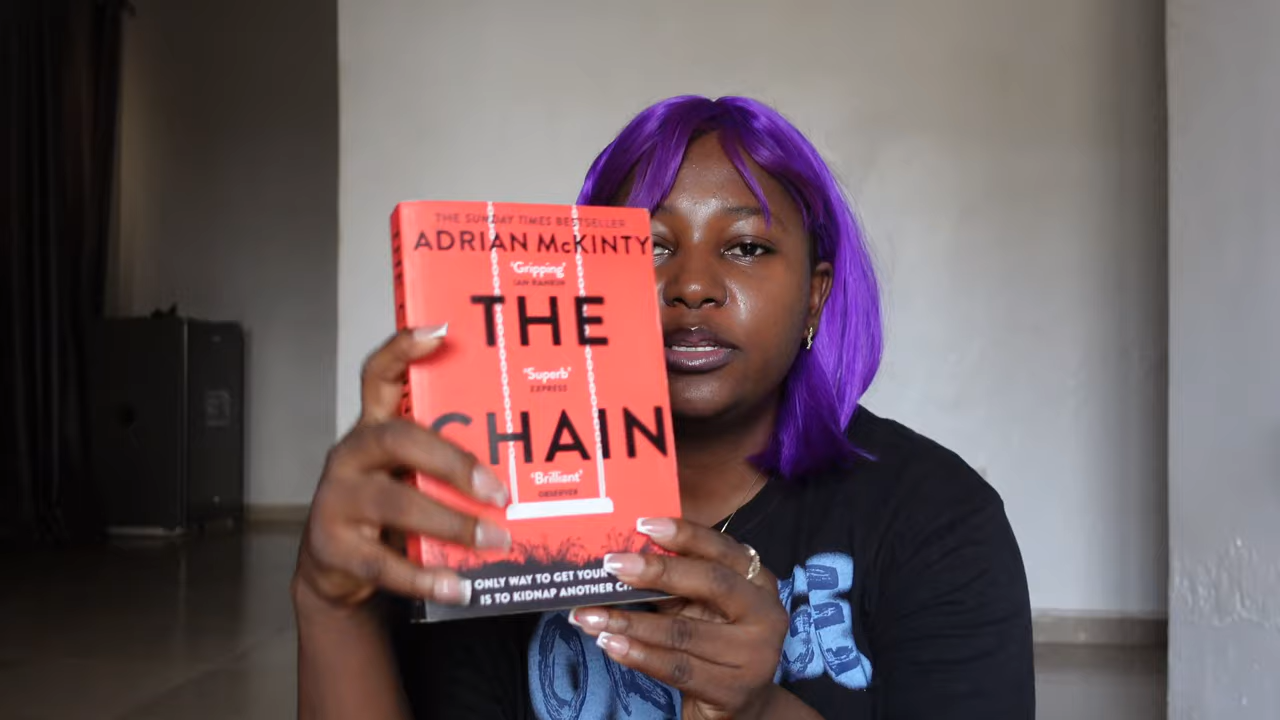 THE SUNDAY TIMES BESTSELLER
ADRIAN McKINTY
'Gripping'
IAN RANKIN
THE
'Superb'
EXPRESS
CHAIN
'Brilliant'
OBSERVER
ONLY WAY TO GET YOUR
IS TO KIDNAP ANOTHER